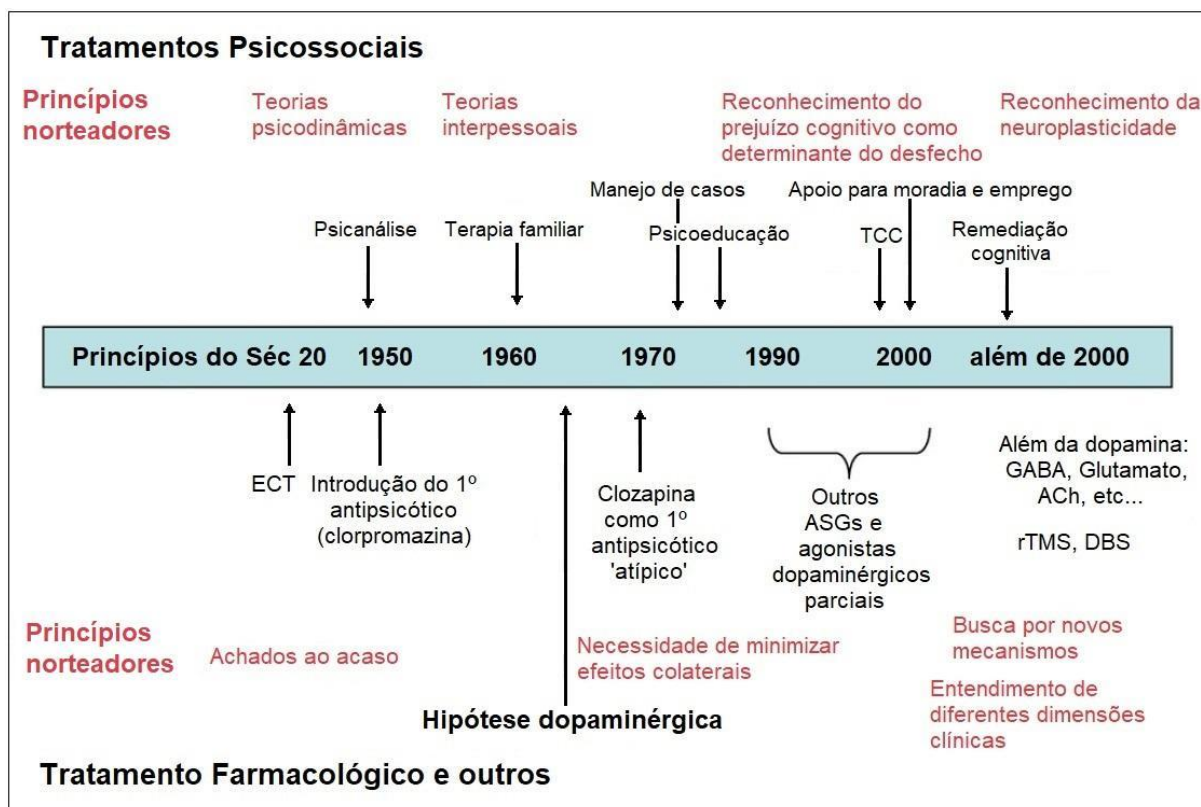 Tratamentos Psicossociais
Princípios
norteadores
Teorias
psicodinâmicas
Teorias
interpessoais
Reconhecimento do
prejuízo cognitivo como
determinante do desfecho
Reconhecimento da
neuroplasticidade
Manejo de casos
Apoio para moradia e emprego
Psicanálise
Terapia familiar
Psicoeducação
TCC
Remediação
cognitiva
Princípios do Séc 20 1950 1960 1970 1990 2000 além de 2000
ECT
Introdução do 1º
antipsicótico
(clorpromazina)
Clozapina
como 1º
antipsicótico
'atípico'
Outros
ASGs e
agonistas
dopaminérgicos
parciais
Além da dopamina:
GABA, Glutamato,
ACh, etc...
rTMS, DBS
Princípios
norteadores
Achados ao acaso
Necessidade de minimizar
efeitos colaterais
Busca por novos
mecanismos
Entendimento de
diferentes dimensões
clínicas
Hipótese dopaminérgica
Tratamento Farmacológico e outros